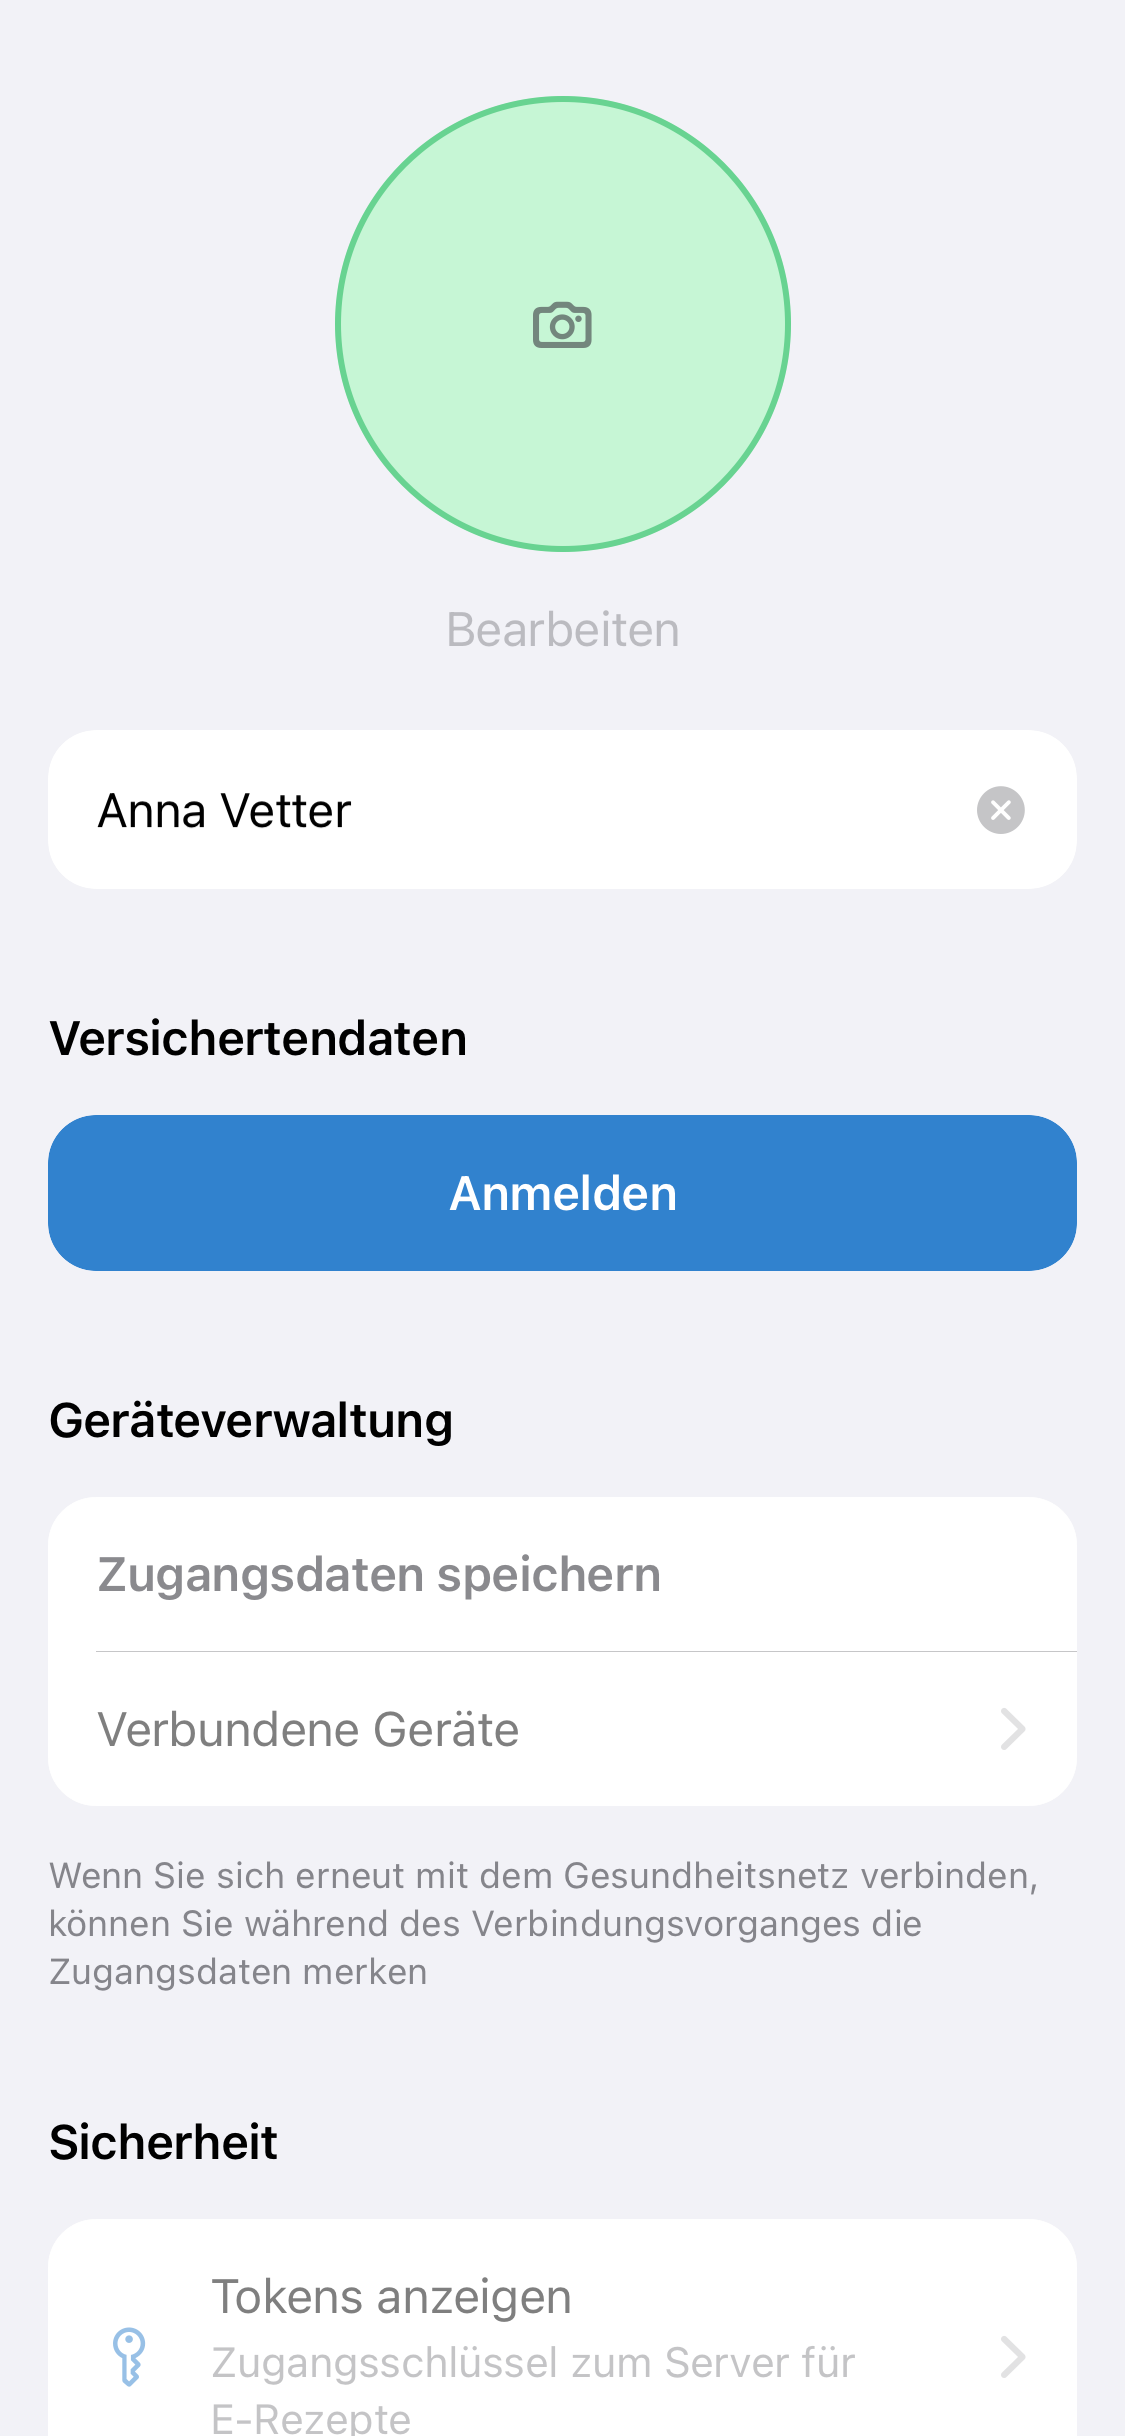 Bearbeiten
Anna Vetter
Versichertendaten
Anmelden
Geräteverwaltung
Zugangsdaten speichern
Verbundene Geräte
Wenn Sie sich erneut mit dem Gesundheitsnetz verbinden,
können Sie während des Verbindungsvorganges die
Zugangsdaten merken
Sicherheit
Tokens anzeigen
Zugangsschlüssel zum Server für
E-Rezepte